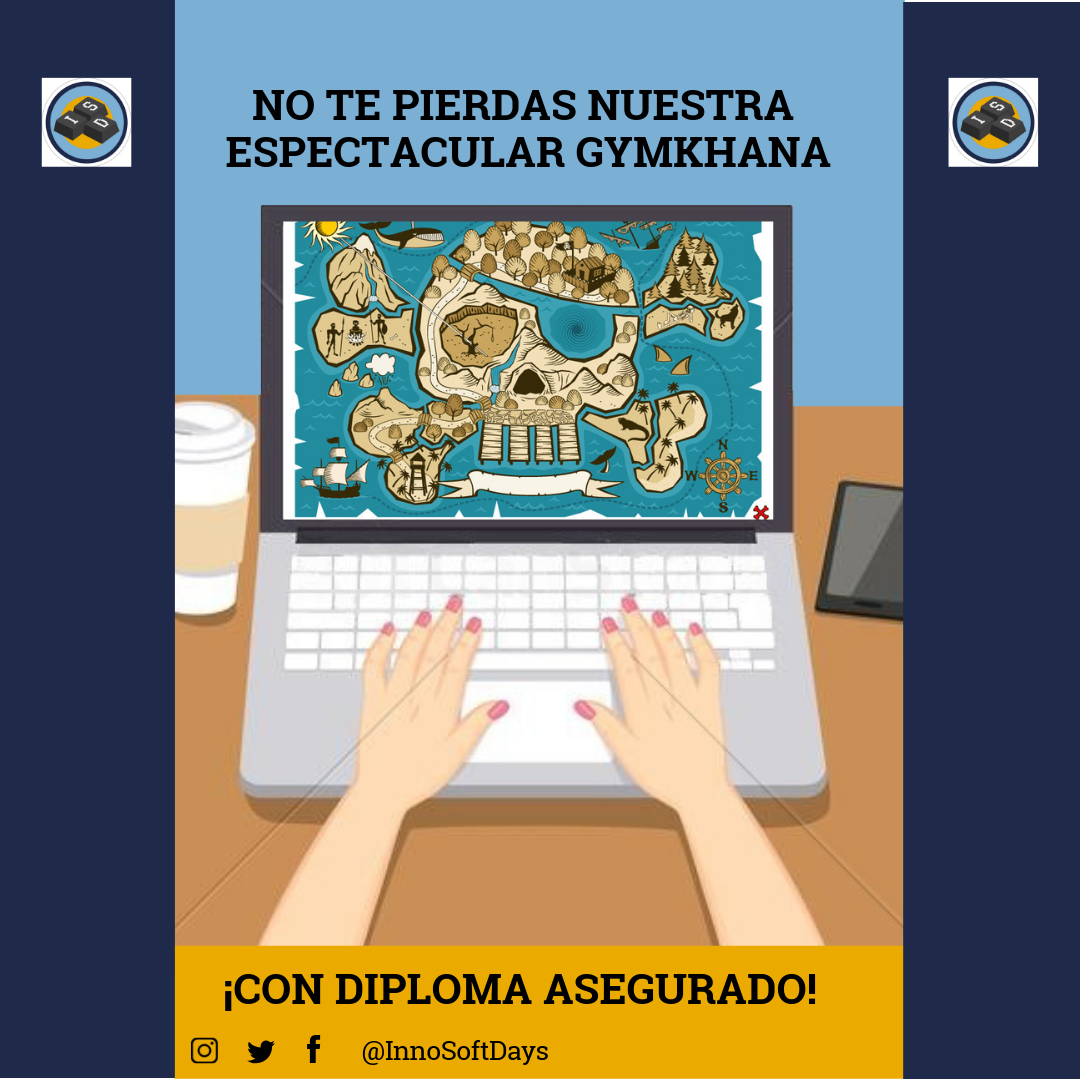 NO TE PIERDAS NUESTRA
ESPECTACULAR GYMKHANA
I S D
I S D
N
W E
S
¡CON DIPLOMA ASEGURADO!
@InnoSoftDays